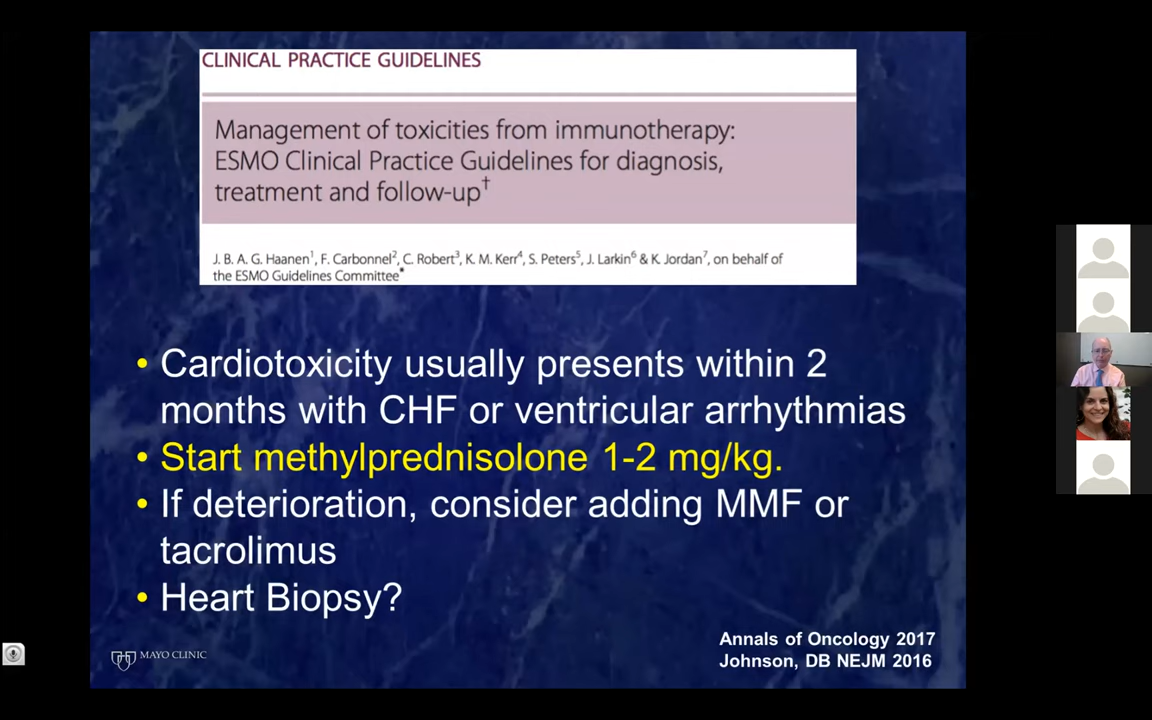 CLINICAL PRACTICE GUIDELINES
Management of toxicities from immunotherapy:
ESMO Clinical Practice Guidelines for diagnosis,
treatment and follow-up†
J. B. A. G. Haanen1, F. Carbonnel2, C. Robert3, K. M. Kerr4, S. Peters5, J. Larkin6 & K. Jordan7, on behalf of
the ESMO Guidelines Committee*
• Cardiotoxicity usually presents within 2
months with CHF or ventricular arrhythmias
• Start methylprednisolone 1-2 mg/kg.
• If deterioration, consider adding MMF or
tacrolimus
• Heart Biopsy?
Annals of Oncology 2017
Johnson, DB NEJM 2016
MAYO CLINIC